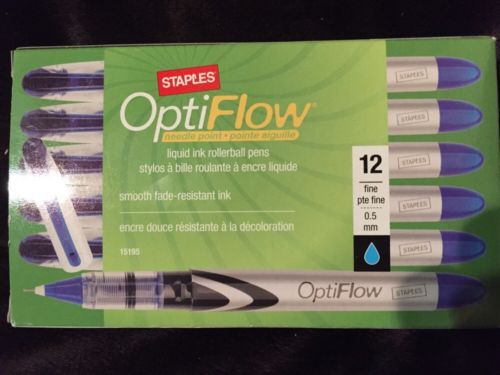 STAPLES
OptiFlow®
needle point • pointe aiguille
liquid ink rollerball pens
stylos à bille roulante à encre liquide
smooth fade-resistant ink
encre douce résistante à la décoloration
15195
12
fine
pte fine
0.5
mm
STAPLES
STAPLES
STAPLES
STAPLES
STAPLES
OptiFlow
STAPLES